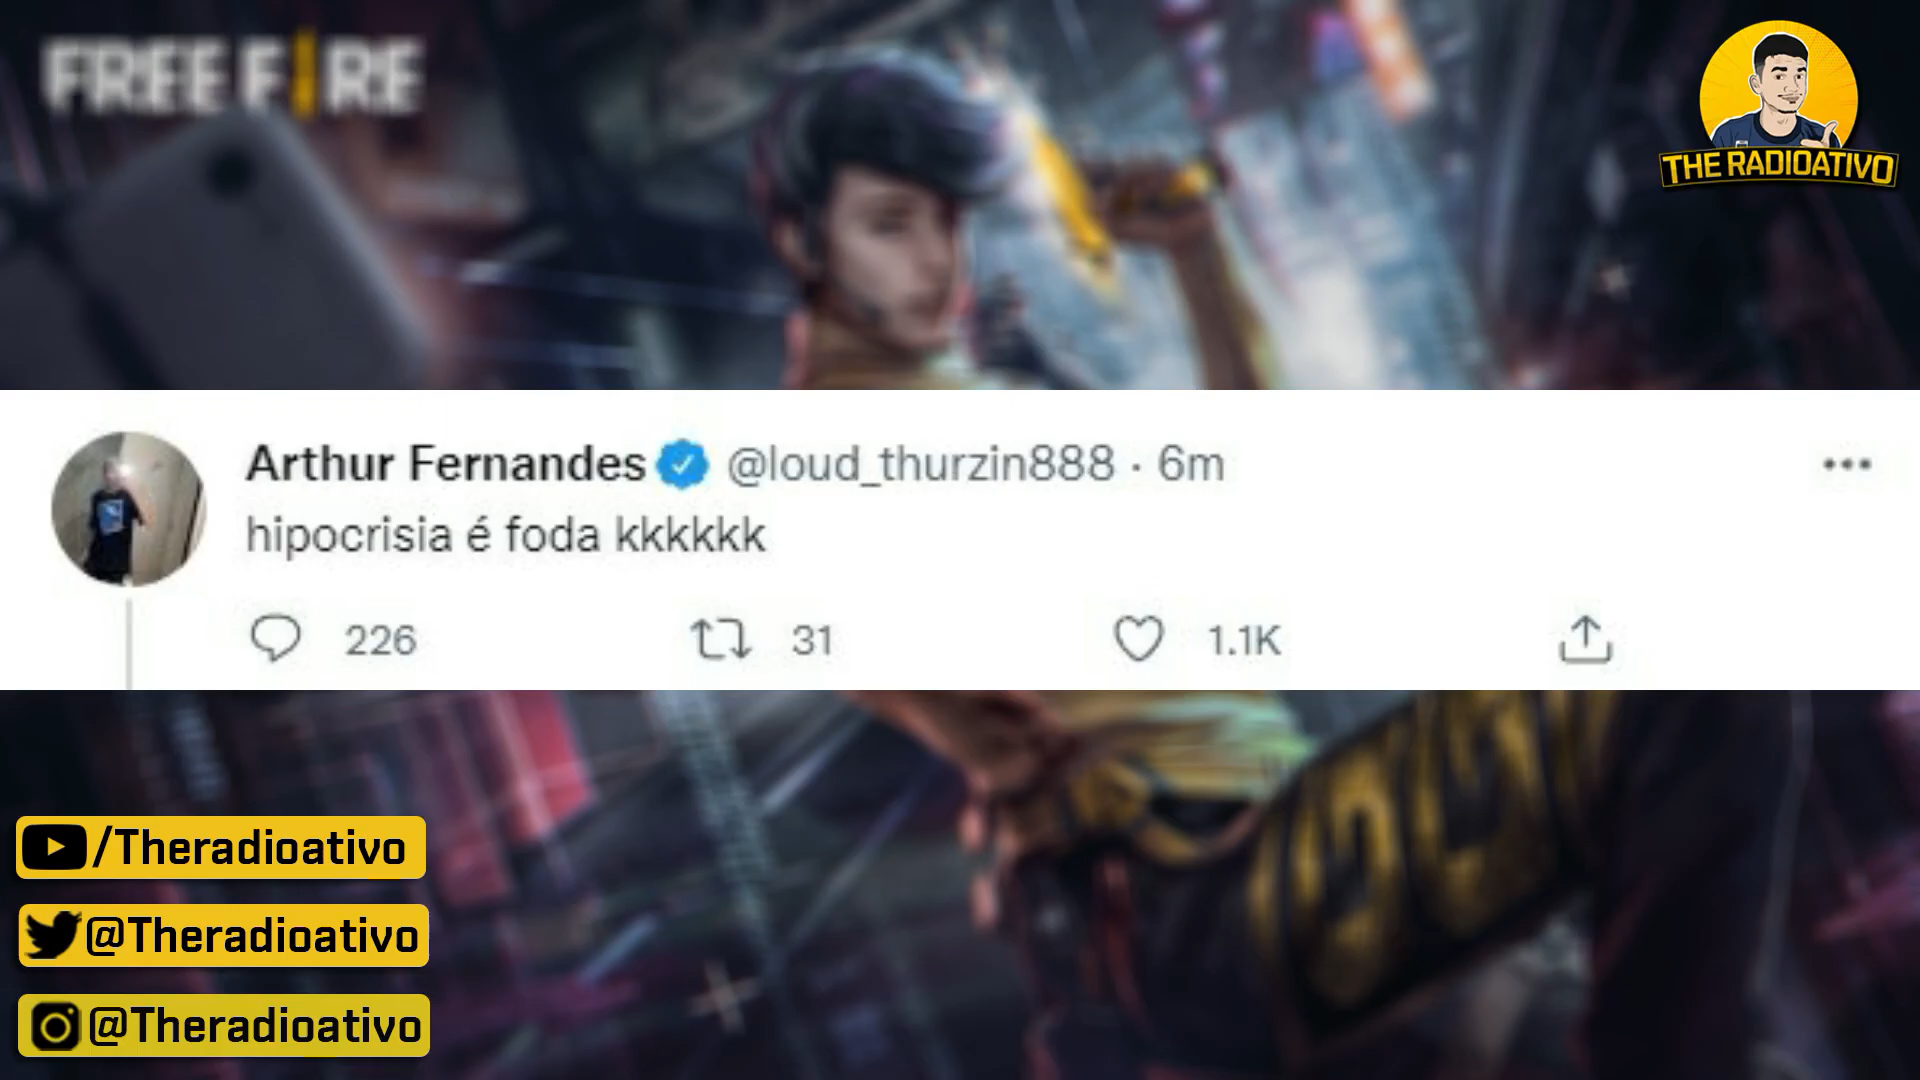 FREE FIRE
THE RADIOATIVO
Arthur Fernandes @loud_thurzin888 · 6m
hipocrisia é foda kkkkkk
226 31 1.1K
/Theradioativo
@Theradioativo
@Theradioativo